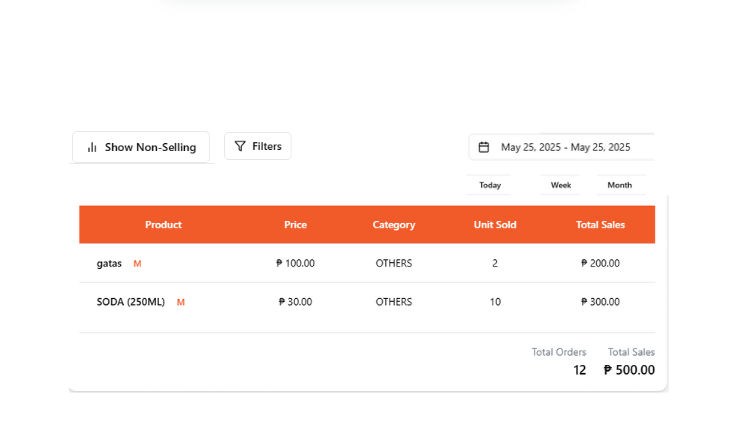 Show Non-Selling Filters May 25, 2025 - May 25, 2025
Today Week Month
Product Price Category Unit Sold Total Sales
gatas M ₱ 100.00 OTHERS 2 ₱ 200.00
SODA (250ML) M ₱ 30.00 OTHERS 10 ₱ 300.00
Total Orders Total Sales
12 ₱ 500.00